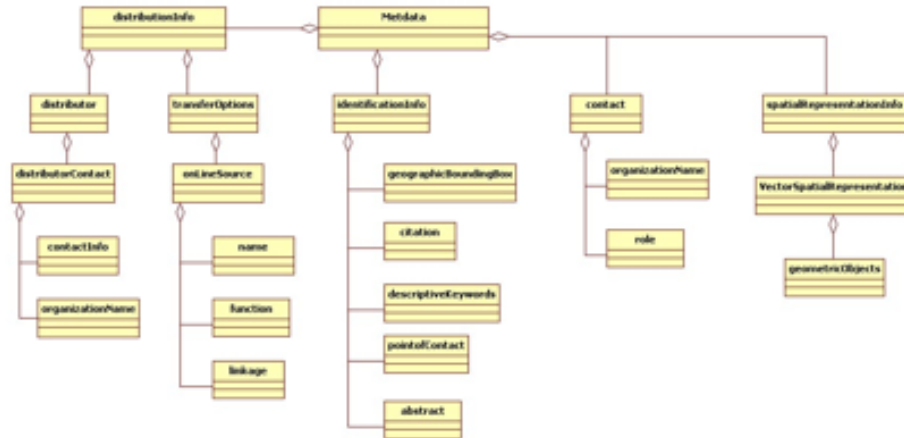 distributionInfo
Metdata
distributor
transferOptions
identificationInfo
contact
spatialRepresentationInfo
distributorContact
onLineSource
geographicBoundingBox
organizationName
VectorSpatialRepresentation
contactInfo
name
citation
role
geometricObjects
organizationName
function
descriptiveKeywords
pointofContact
linkage
abstract